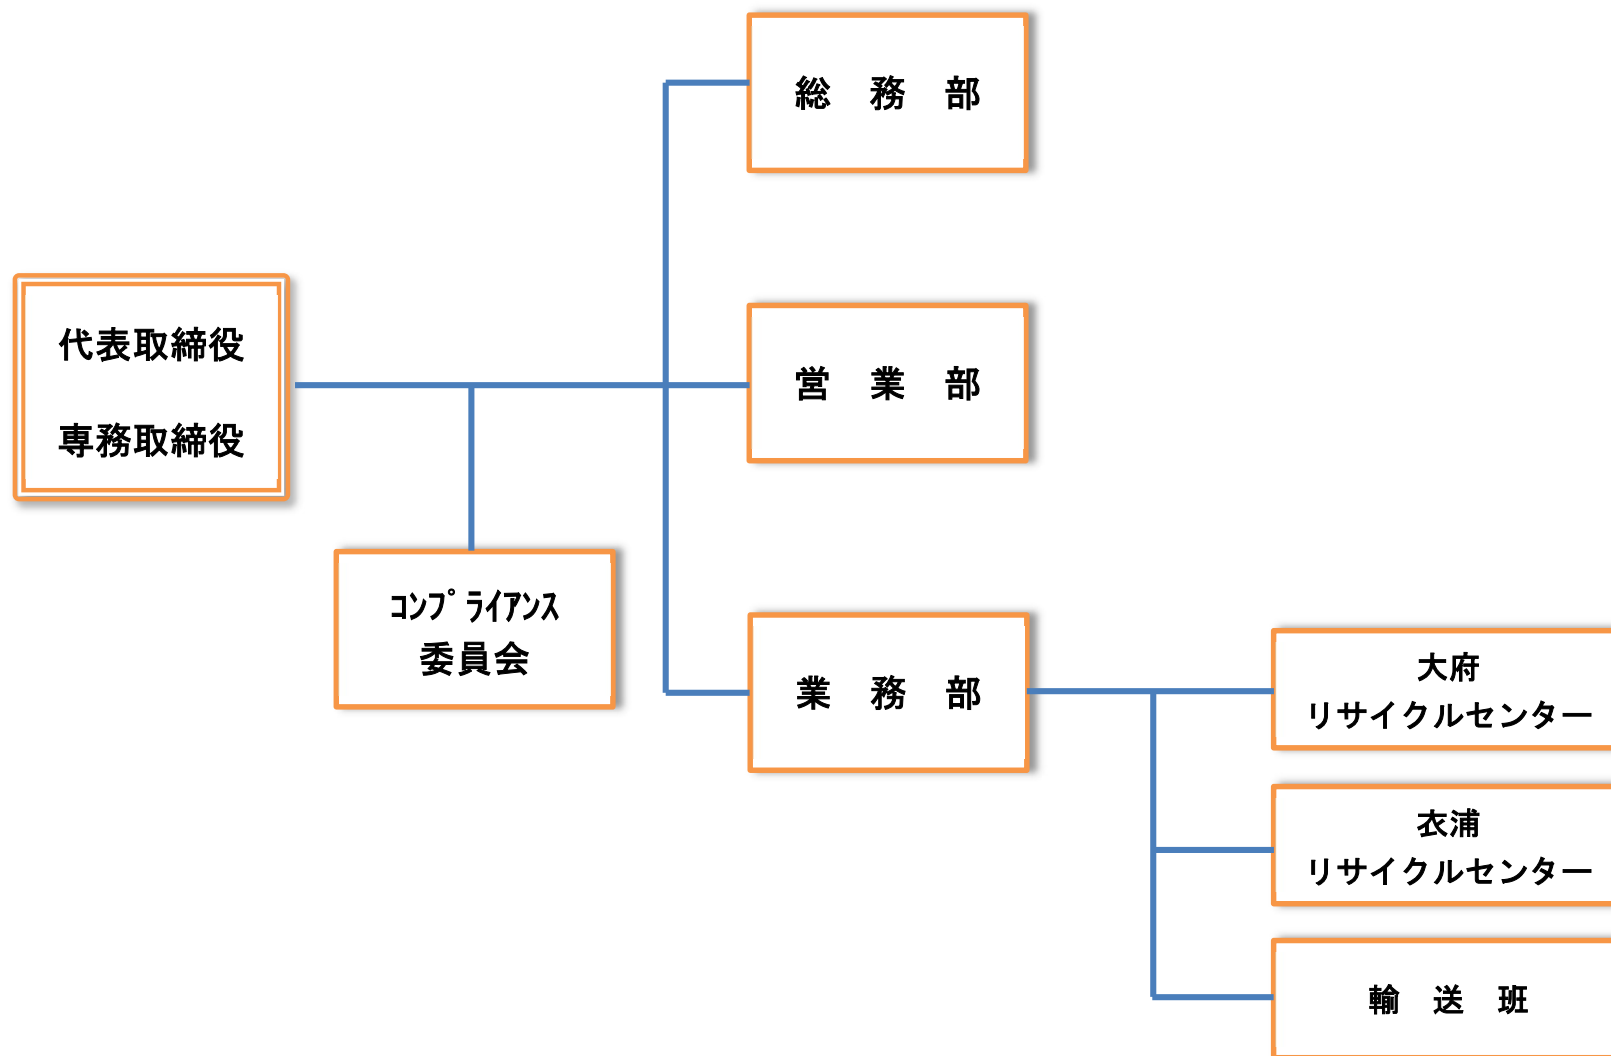 総　務　部
代表取締役
専務取締役
営　業　部
ｺﾝﾌﾟﾗｲｱﾝｽ
委員会
業　務　部
大府
リサイクルセンター
衣浦
リサイクルセンター
輸　送　班